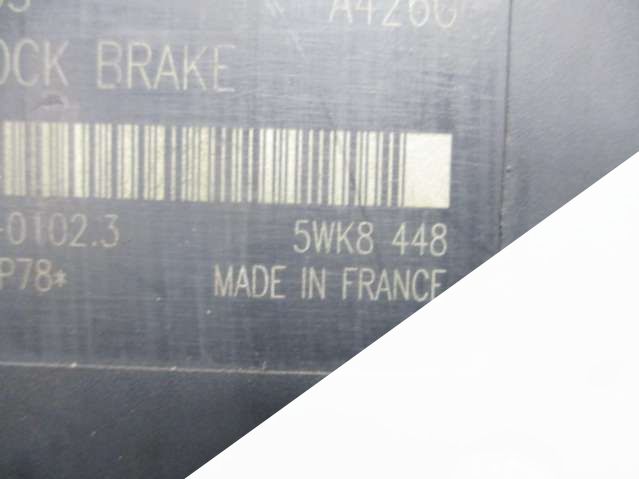 A426G
OCK BRAKE
-0102.3 5WK8 448
P78* MADE IN FRANCE